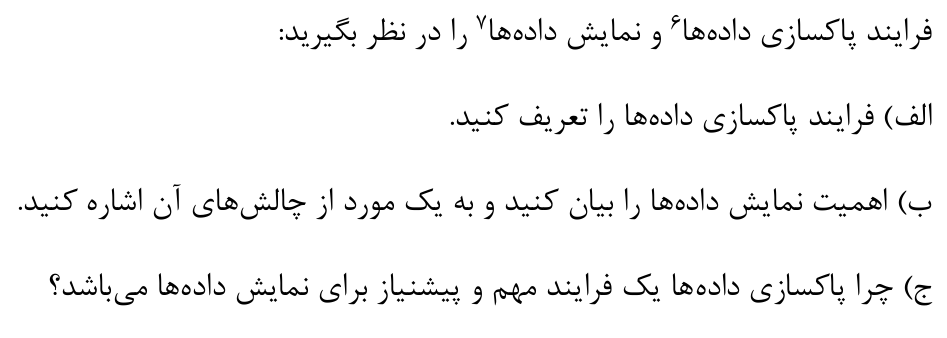 فرایند پاکسازی داده‌ها۶ و نمایش داده‌ها۷ را در نظر بگیرید:
الف) فرایند پاکسازی داده‌ها را تعریف کنید.
ب) اهمیت نمایش داده‌ها را بیان کنید و به یک مورد از چالش‌های آن اشاره کنید.
ج) چرا پاکسازی داده‌ها یک فرایند مهم و پیشنیاز برای نمایش داده‌ها می‌باشد؟